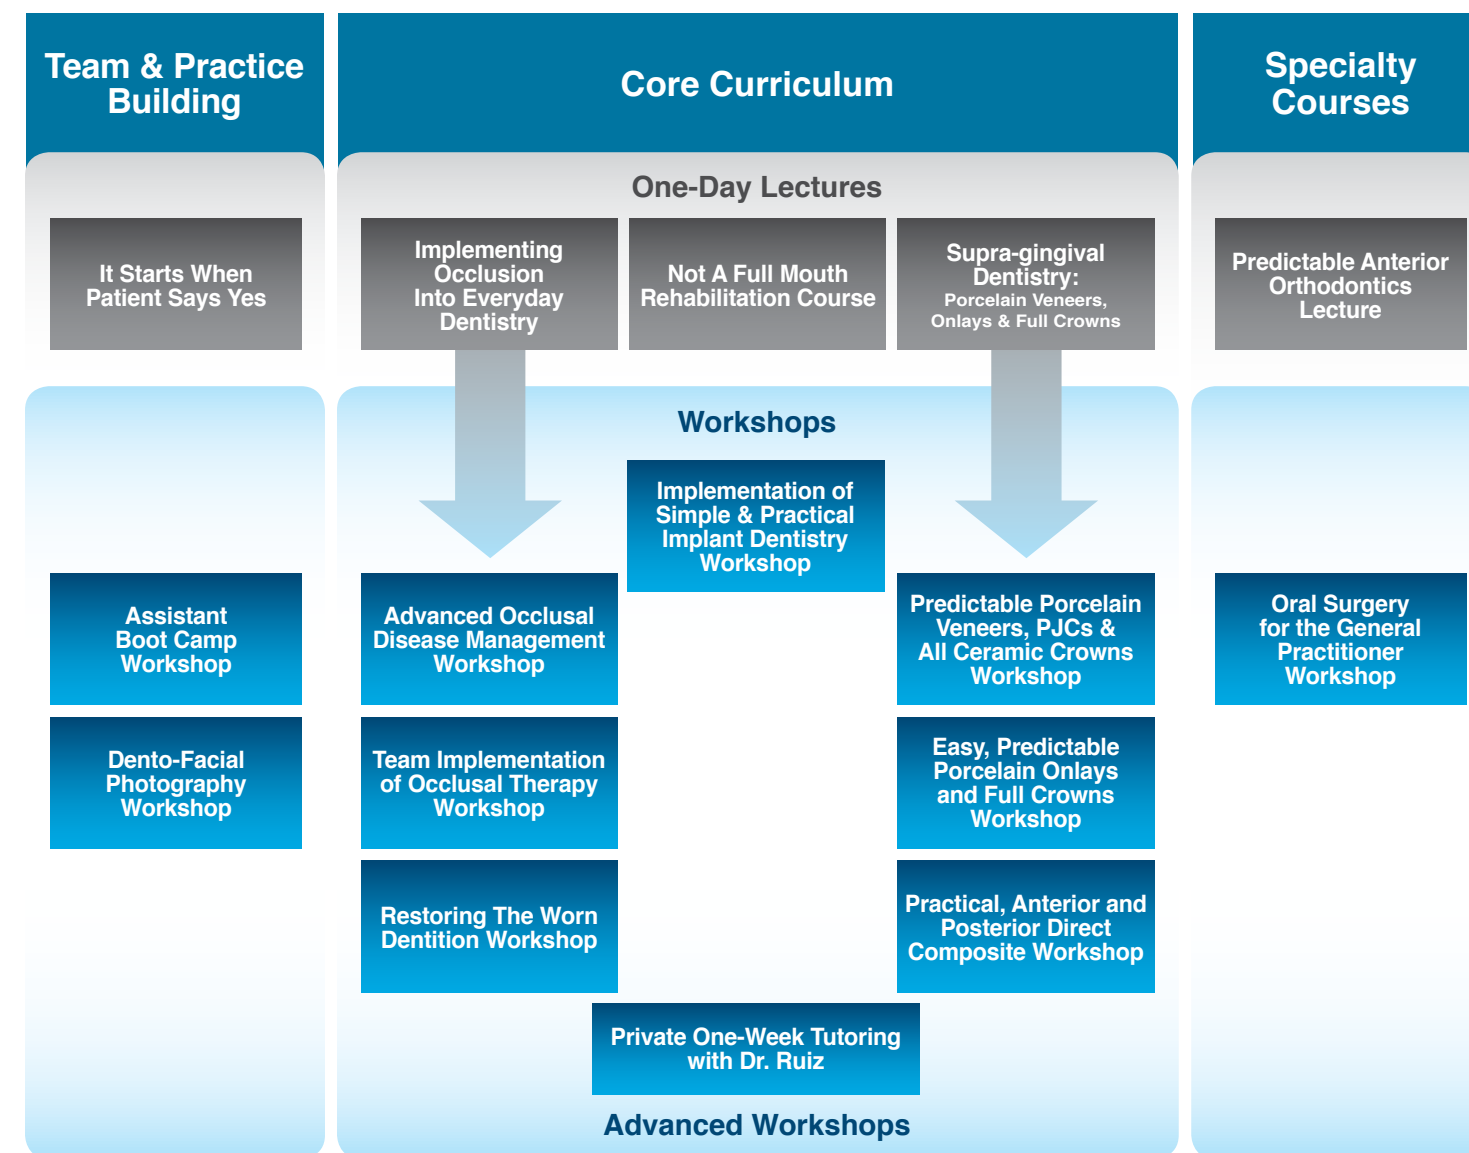 Team & Practice
Building
Core Curriculum
Specialty
Courses
One-Day Lectures
It Starts When
Patient Says Yes
Implementing
Occlusion
Into Everyday
Dentistry
Not A Full Mouth
Rehabilitation Course
Supra-gingival
Dentistry:
Porcelain Veneers,
Onlays & Full Crowns
Predictable Anterior
Orthodontics
Lecture
Workshops
Implementation of
Simple & Practical
Implant Dentistry
Workshop
Assistant
Boot Camp
Workshop
Advanced Occlusal
Disease Management
Workshop
Predictable Porcelain
Veneers, PJCs &
All Ceramic Crowns
Workshop
Oral Surgery
for the General
Practitioner
Workshop
Dento-Facial
Photography
Workshop
Team Implementation
of Occlusal Therapy
Workshop
Easy, Predictable
Porcelain Onlays
and Full Crowns
Workshop
Restoring The Worn
Dentition Workshop
Practical, Anterior and
Posterior Direct
Composite Workshop
Private One-Week Tutoring
with Dr. Ruiz
Advanced Workshops